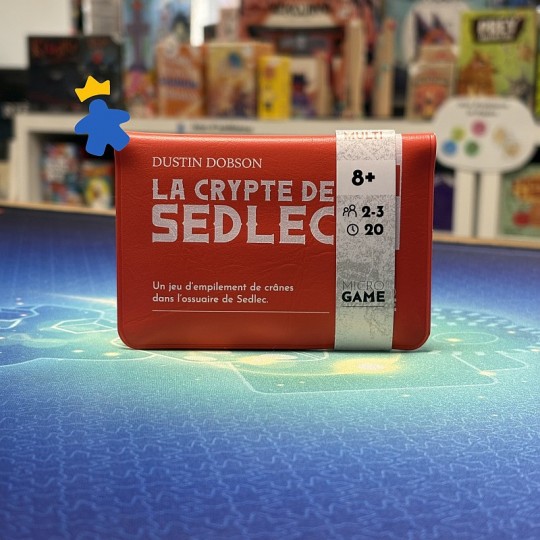 MULTI
DUSTIN DOBSON
LA CRYPTE DE
SEDLEC
8+
2-3
20
Un jeu d'empilement de crânes
dans l'ossuaire de Sedlec.
MICRO
GAME